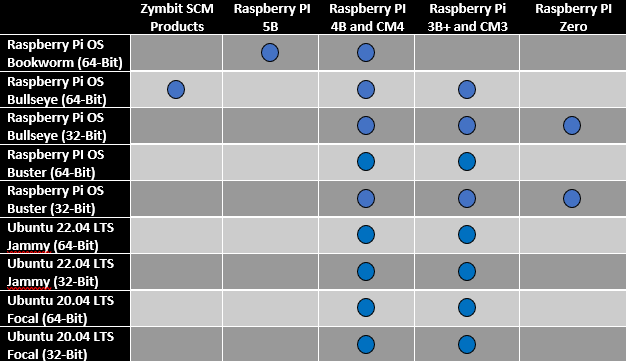 Zymbit SCM
Products
Raspberry PI
5B
Raspberry PI
4B and CM4
Raspberry Pi
3B+ and CM3
Raspberry PI
Zero
Raspberry Pi OS
Bookworm (64-Bit)
Raspberry Pi OS
Bullseye (64-Bit)
Raspberry Pi OS
Bullseye (32-Bit)
Raspberry PI OS
Buster (64-Bit)
Raspberry Pi OS
Buster (32-Bit)
Ubuntu 22.04 LTS
Jammy (64-Bit)
Ubuntu 22.04 LTS
Jammy (32-Bit)
Ubuntu 20.04 LTS
Focal (64-Bit)
Ubuntu 20.04 LTS
Focal (32-Bit)